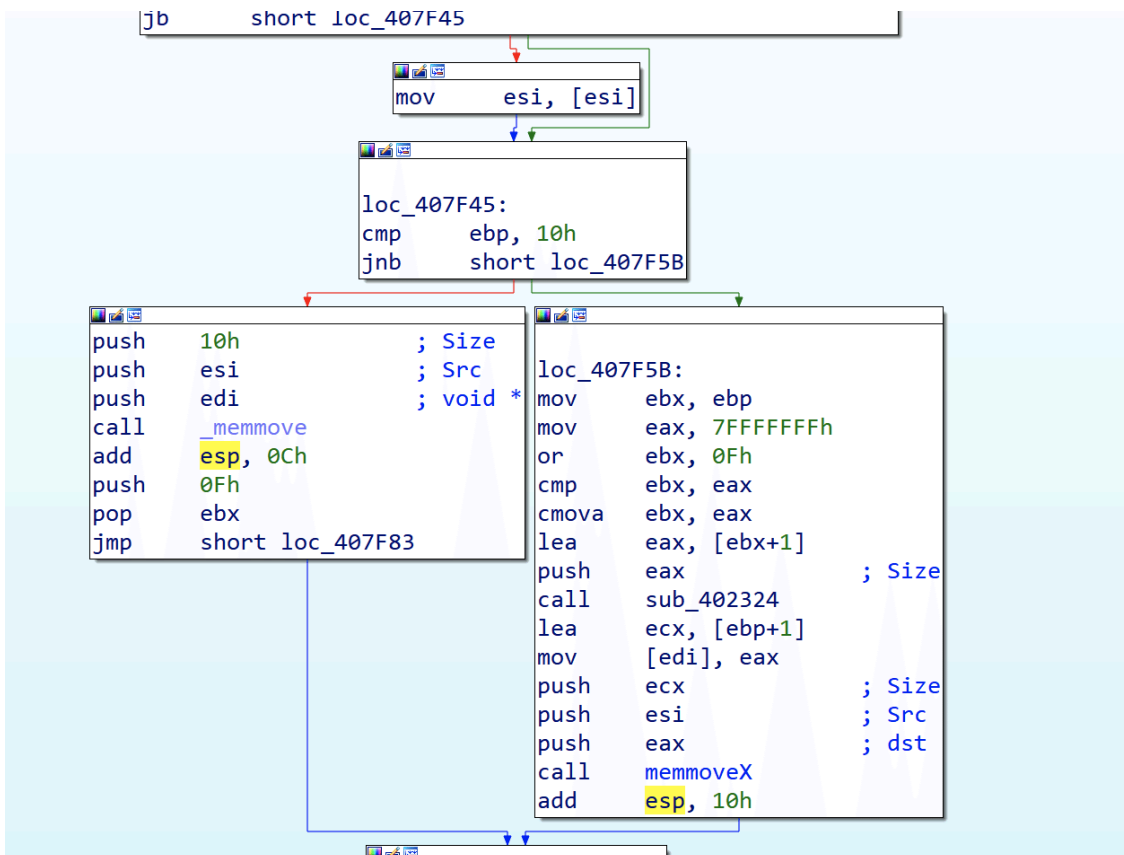 jb short loc_407F45
mov esi, [esi]
loc_407F45:
cmp ebp, 10h
jnb short loc_407F5B
push 10h ; Size
push esi ; Src
push edi ; void *
call _memmove
add esp, 0Ch
push 0Fh
pop ebx
jmp short loc_407F83
loc_407F5B:
mov ebx, ebp
mov eax, 7FFFFFFFh
or ebx, 0Fh
cmp ebx, eax
cmova ebx, eax
lea eax, [ebx+1]
push eax ; Size
call sub_402324
lea ecx, [ebp+1]
mov [edi], eax
push ecx ; Size
push esi ; Src
push eax ; dst
call memmoveX
add esp, 10h